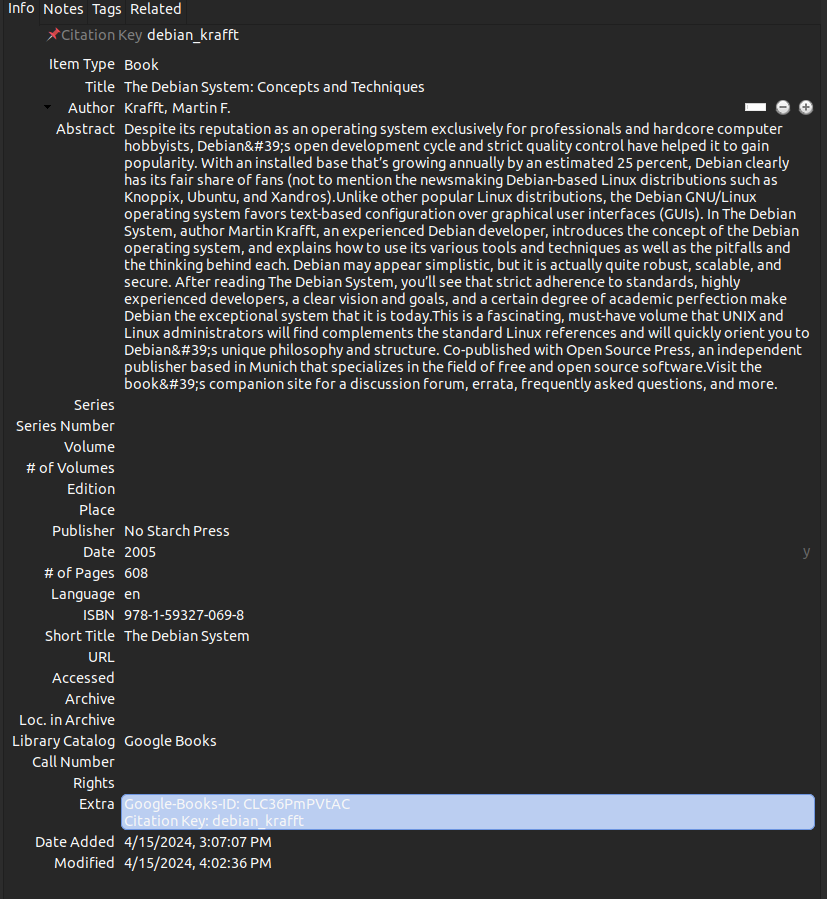 Info Notes Tags Related
Citation Key debian_krafft
Item Type Book
Title The Debian System: Concepts and Techniques
Author Krafft, Martin F.
Abstract Despite its reputation as an operating system exclusively for professionals and hardcore computer
hobbyists, Debian&#39;s open development cycle and strict quality control have helped it to gain
popularity. With an installed base that’s growing annually by an estimated 25 percent, Debian clearly
has its fair share of fans (not to mention the newsmaking Debian-based Linux distributions such as
Knoppix, Ubuntu, and Xandros).Unlike other popular Linux distributions, the Debian GNU/Linux
operating system favors text-based configuration over graphical user interfaces (GUIs). In The Debian
System, author Martin Krafft, an experienced Debian developer, introduces the concept of the Debian
operating system, and explains how to use its various tools and techniques as well as the pitfalls and
the thinking behind each. Debian may appear simplistic, but it is actually quite robust, scalable, and
secure. After reading The Debian System, you’ll see that strict adherence to standards, highly
experienced developers, a clear vision and goals, and a certain degree of academic perfection make
Debian the exceptional system that it is today.This is a fascinating, must-have volume that UNIX and
Linux administrators will find complements the standard Linux references and will quickly orient you to
Debian&#39;s unique philosophy and structure. Co-published with Open Source Press, an independent
publisher based in Munich that specializes in the field of free and open source software.Visit the
book&#39;s companion site for a discussion forum, errata, frequently asked questions, and more.
Series
Series Number
Volume
# of Volumes
Edition
Place
Publisher No Starch Press
Date 2005 y
# of Pages 608
Language en
ISBN 978-1-59327-069-8
Short Title The Debian System
URL
Accessed
Archive
Loc. in Archive
Library Catalog Google Books
Call Number
Rights
Extra Google-Books-ID: CLC36PmPVtAC
Citation Key: debian_krafft
Date Added 4/15/2024, 3:07:07 PM
Modified 4/15/2024, 4:02:36 PM